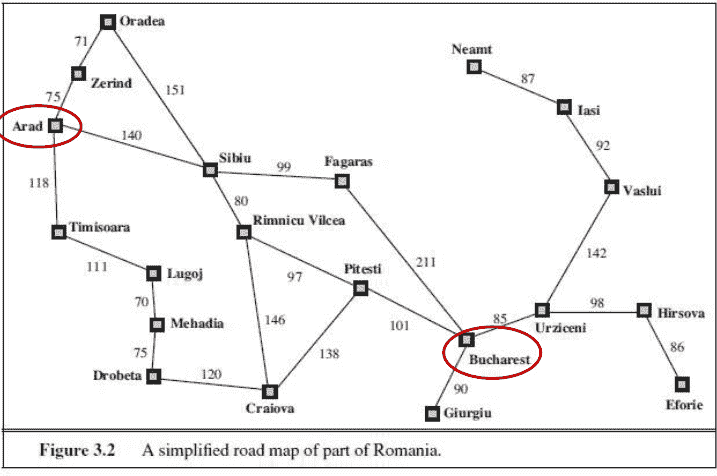 Oradea
71
Neamt
Zerind
87
151
75
Iasi
Arad
140
92
Sibiu
99
Fagaras
118
Vaslui
80
Timisoara
Rimnicu Vilcea
142
111
Lugoj
97
Pitesti
211
70
98
Hirsova
Mehadia
146
101
85
Urziceni
75
138
86
Bucharest
Drobeta
120
90
Craiova
Giurgiu
Eforie
Figure 3.2 A simplified road map of part of Romania.